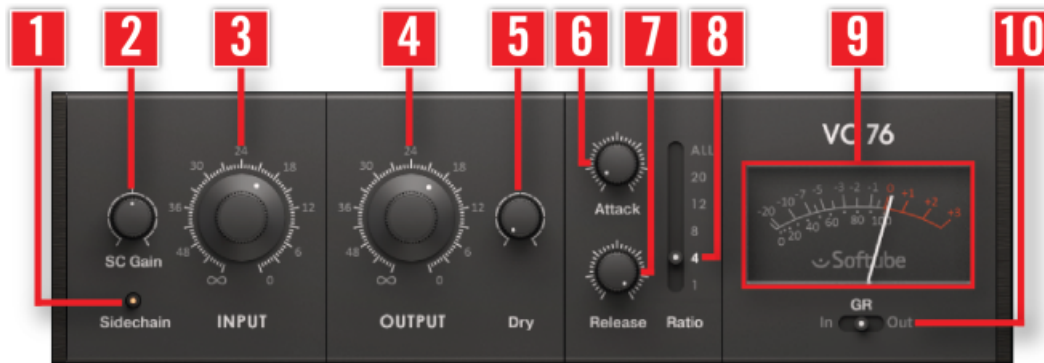 1 2 3 4 5 6 7 8 9 10
VC 76
SC Gain
Sidechain
∞ 48 36 30 24 18 12 6 0
INPUT
∞ 48 36 30 24 18 12 6 0
OUTPUT
Dry
Attack
Release
ALL
20
12
8
4
1
Ratio
-20 -10 -7 -5 -3 -2 -1 0 +1 +2 +3
0 20 40 60 80 100
Softube
GR
In Out